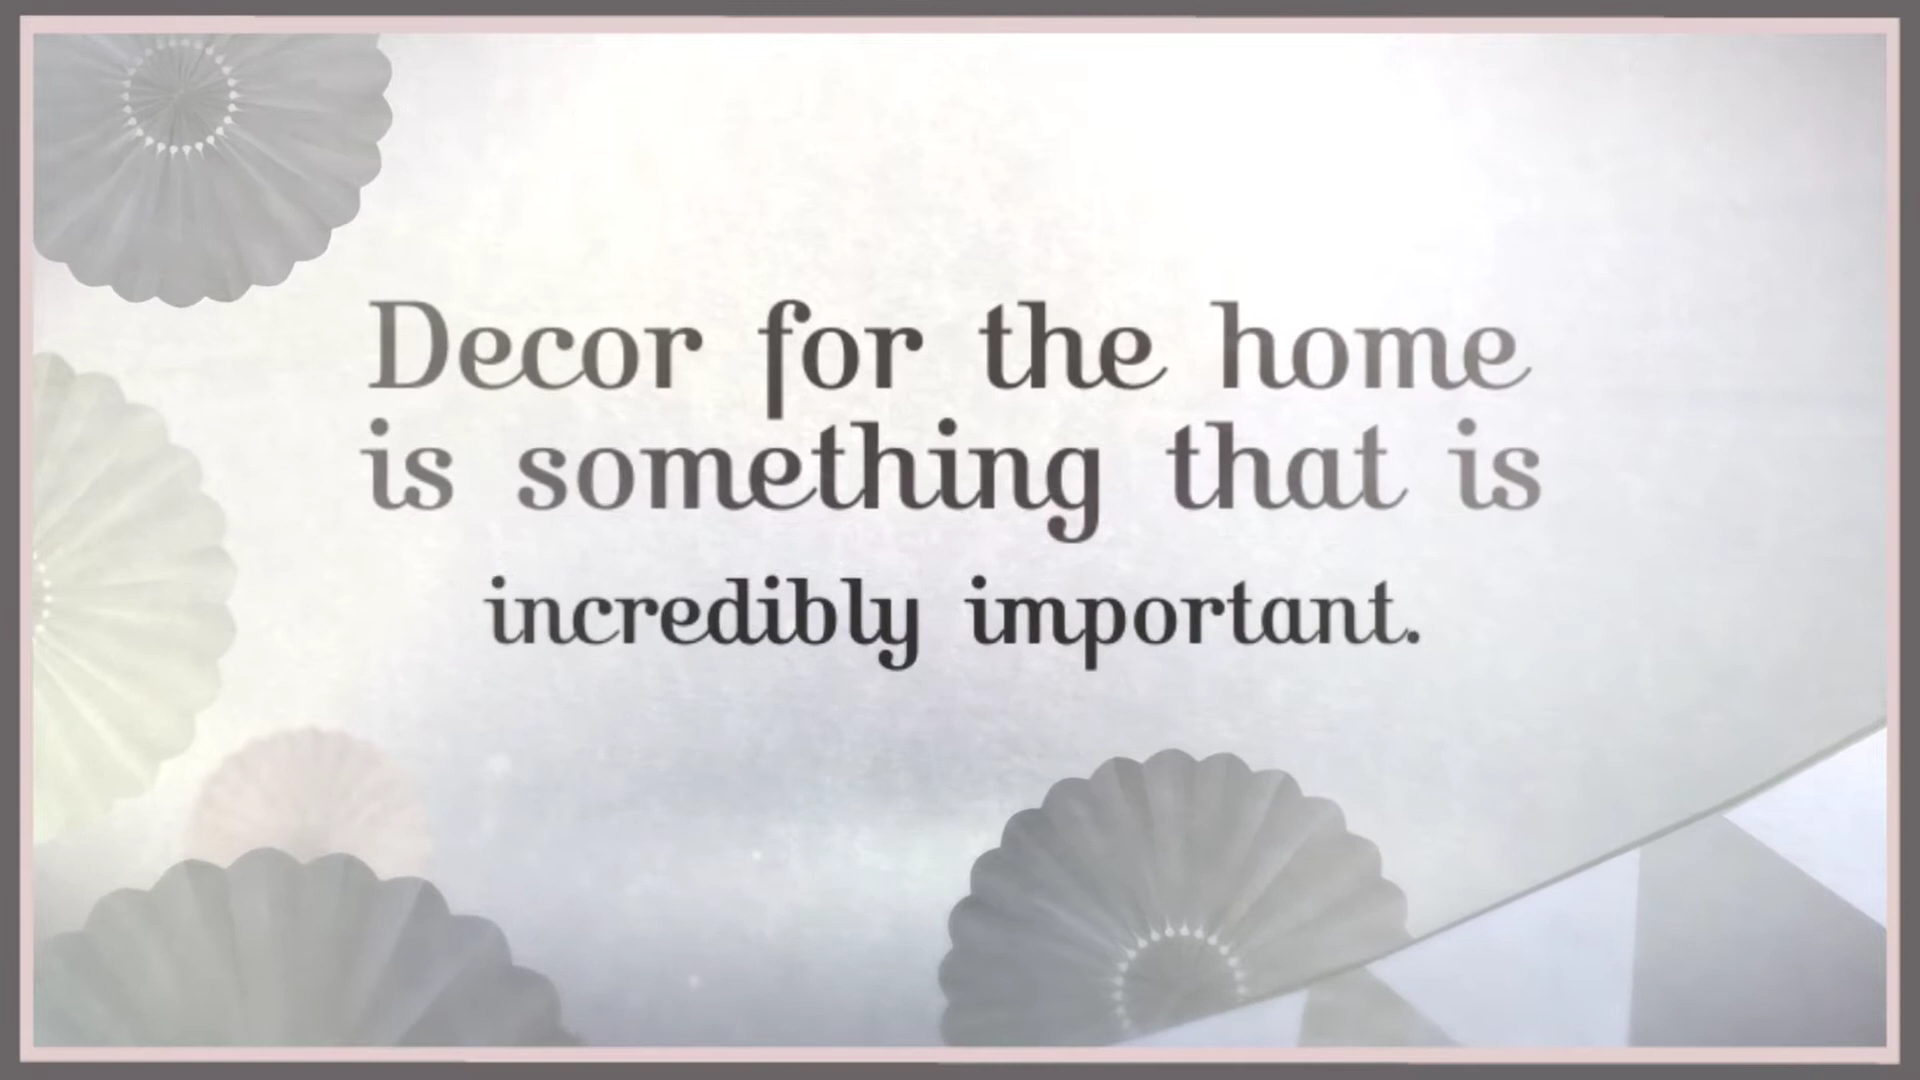 Decor for the home
is something that is
incredibly important.